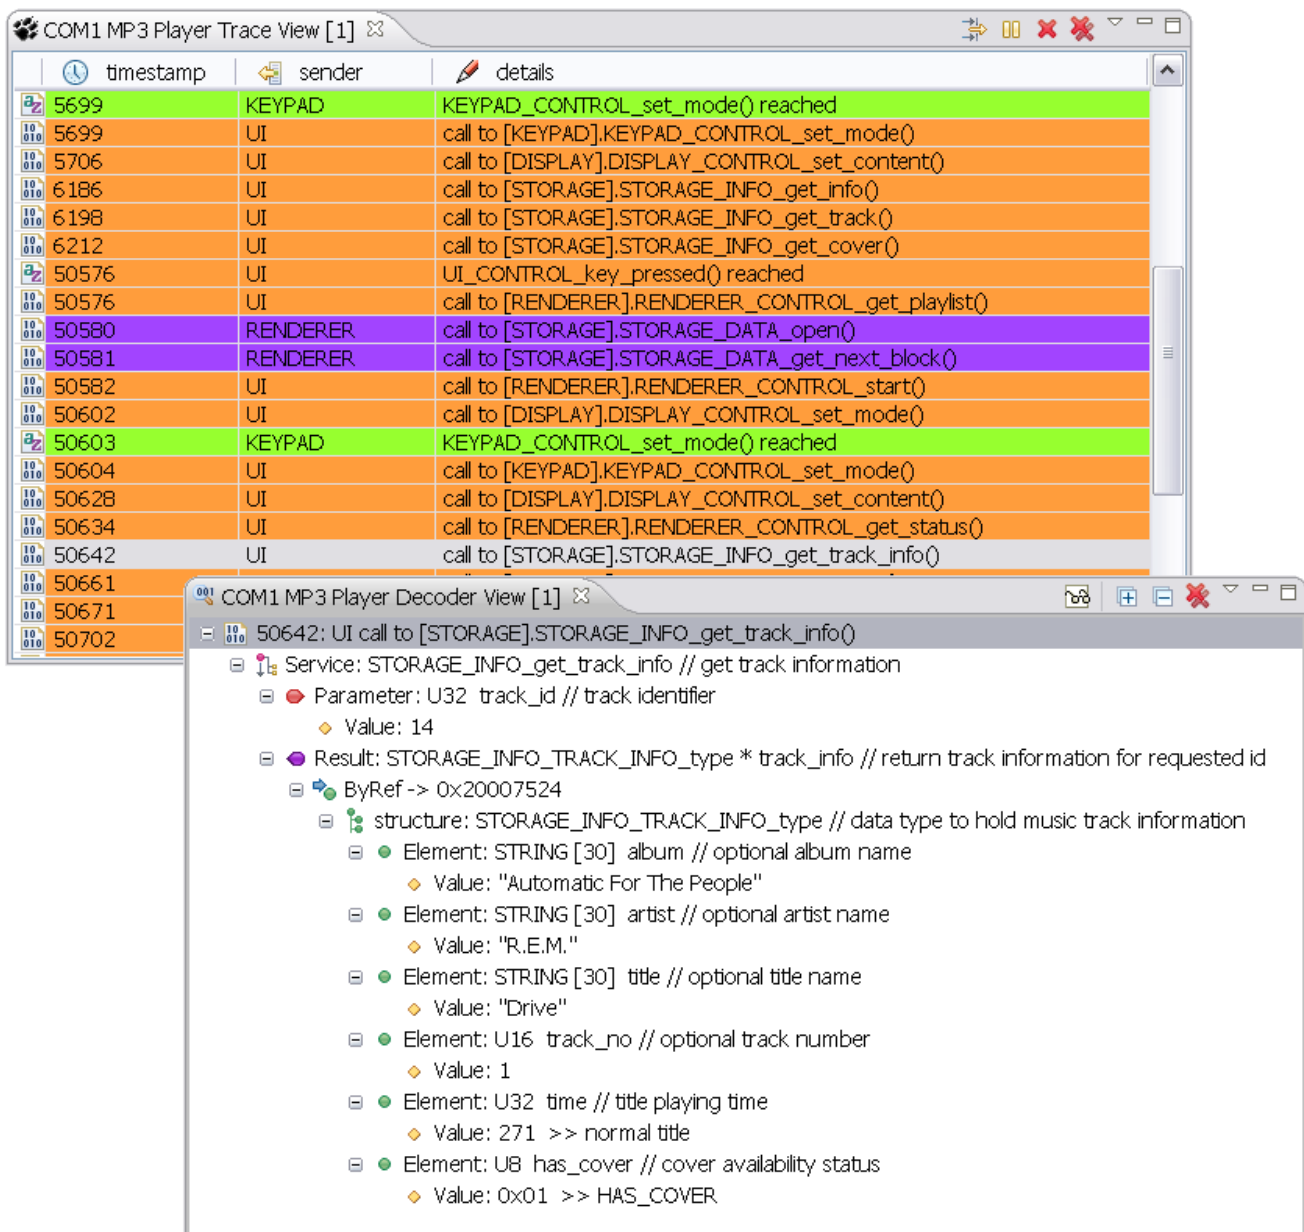 COM1 MP3 Player Trace View [1]
timestamp sender details
5699 KEYPAD KEYPAD_CONTROL_set_mode() reached
5699 UI call to [KEYPAD].KEYPAD_CONTROL_set_mode()
5706 UI call to [DISPLAY].DISPLAY_CONTROL_set_content()
6186 UI call to [STORAGE].STORAGE_INFO_get_info()
6198 UI call to [STORAGE].STORAGE_INFO_get_track()
6212 UI call to [STORAGE].STORAGE_INFO_get_cover()
50576 UI UI_CONTROL_key_pressed() reached
50576 UI call to [RENDERER].RENDERER_CONTROL_get_playlist()
50580 RENDERER call to [STORAGE].STORAGE_DATA_open()
50581 RENDERER call to [STORAGE].STORAGE_DATA_get_next_block()
50582 UI call to [RENDERER].RENDERER_CONTROL_start()
50602 UI call to [DISPLAY].DISPLAY_CONTROL_set_mode()
50603 KEYPAD KEYPAD_CONTROL_set_mode() reached
50604 UI call to [KEYPAD].KEYPAD_CONTROL_set_mode()
50628 UI call to [DISPLAY].DISPLAY_CONTROL_set_content()
50634 UI call to [RENDERER].RENDERER_CONTROL_get_status()
50642 UI call to [STORAGE].STORAGE_INFO_get_track_info()
50661
50671
50702
COM1 MP3 Player Decoder View [1]
50642: UI call to [STORAGE].STORAGE_INFO_get_track_info()
Service: STORAGE_INFO_get_track_info // get track information
Parameter: U32 track_id // track identifier
Value: 14
Result: STORAGE_INFO_TRACK_INFO_type * track_info // return track information for requested id
ByRef -> 0x20007524
structure: STORAGE_INFO_TRACK_INFO_type // data type to hold music track information
Element: STRING [30] album // optional album name
Value: "Automatic For The People"
Element: STRING [30] artist // optional artist name
Value: "R.E.M."
Element: STRING [30] title // optional title name
Value: "Drive"
Element: U16 track_no // optional track number
Value: 1
Element: U32 time // title playing time
Value: 271 >> normal title
Element: U8 has_cover // cover availability status
Value: 0x01 >> HAS_COVER